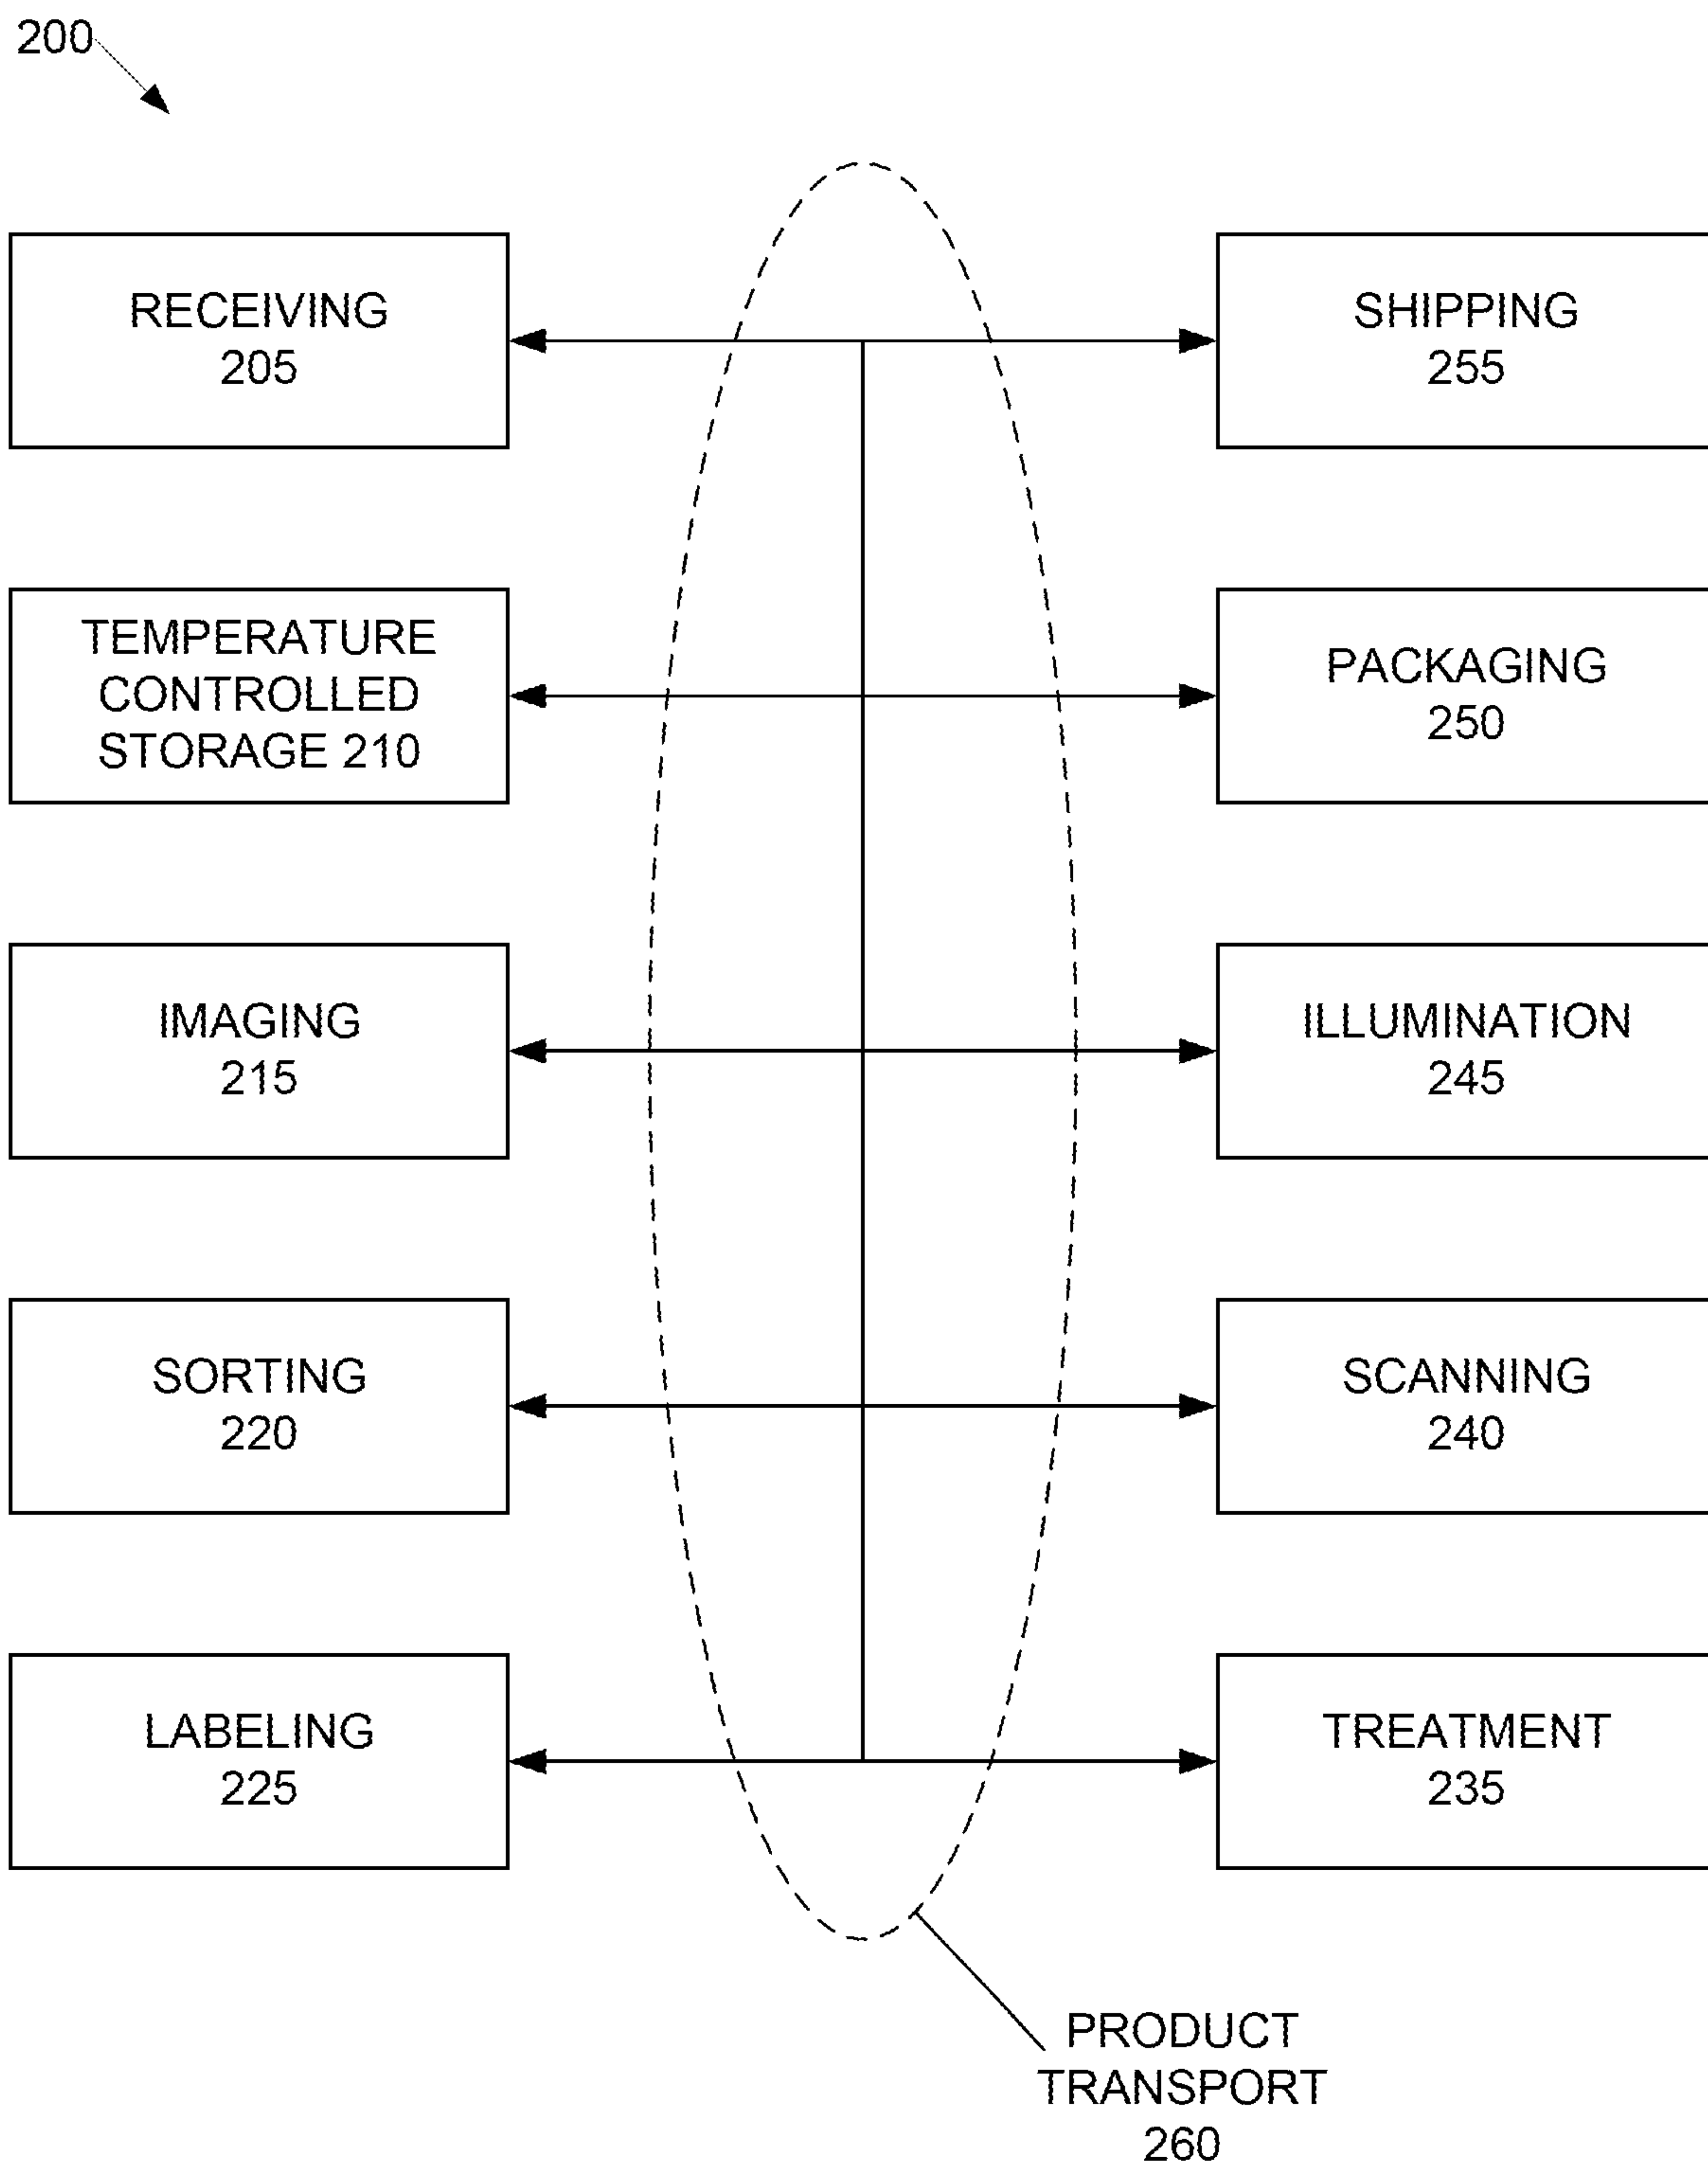 200
RECEIVING
205
SHIPPING
255
TEMPERATURE
CONTROLLED
STORAGE 210
PACKAGING
250
IMAGING
215
ILLUMINATION
245
SORTING
220
SCANNING
240
LABELING
225
TREATMENT
235
PRODUCT
TRANSPORT
260